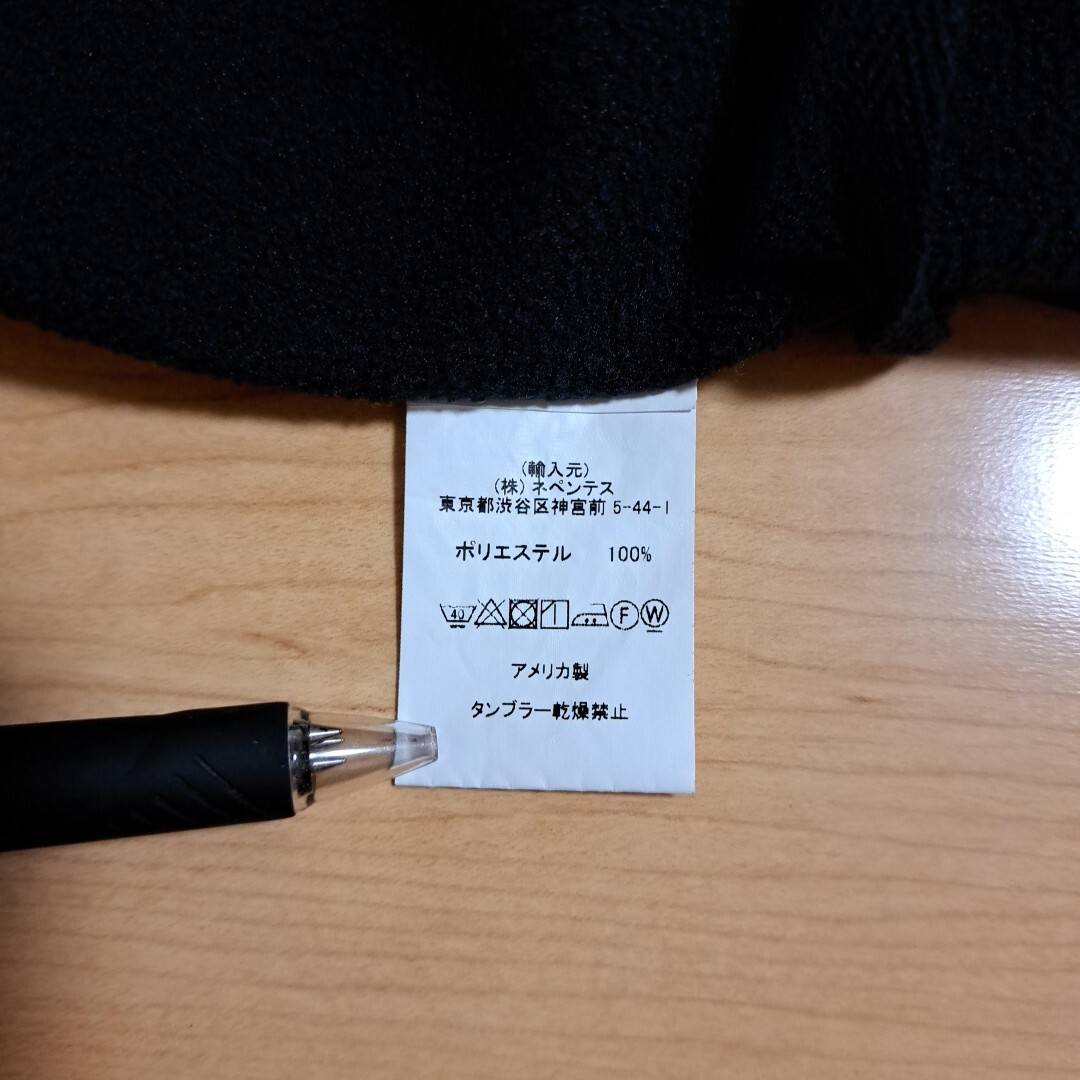 (輸入元)
(株) ネペンテス
東京都渋谷区神宮前 5-44-1
ポリエステル 100%
40 F W
アメリカ製
タンブラー乾燥禁止